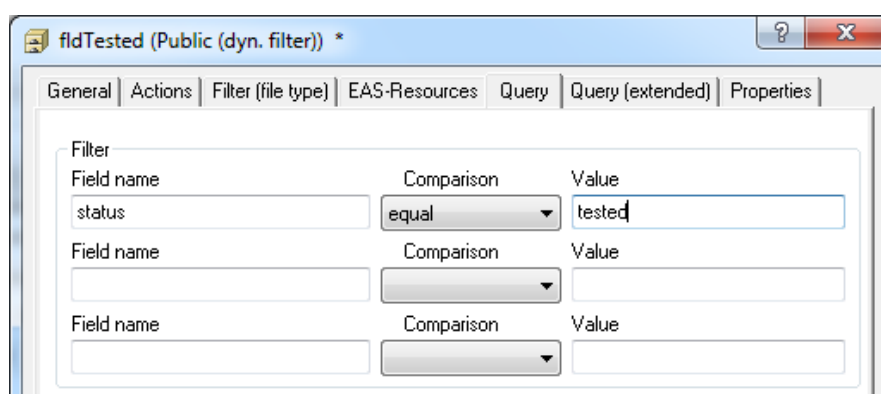 fldTested (Public (dyn. filter)) *
General Actions Filter (file type) EAS-Resources Query Query (extended) Properties
Filter
Field name Comparison Value
status equal tested
Field name Comparison Value
Field name Comparison Value